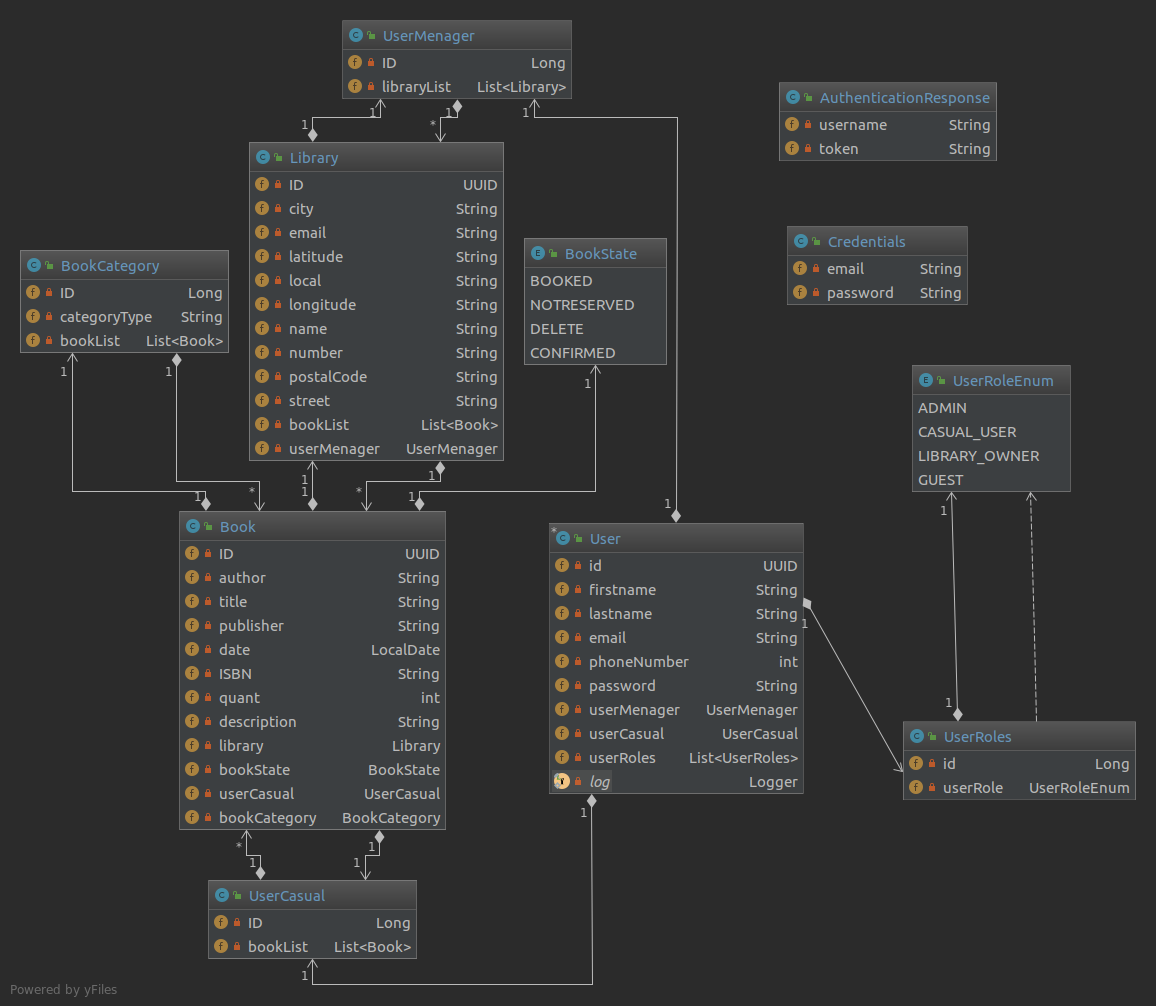 UserMenager
ID Long
libraryList List<Library>
1
1
*
1
1
AuthenticationResponse
username String
token String
Library
ID UUID
city String
email String
latitude String
local String
longitude String
name String
number String
postalCode String
street String
bookList List<Book>
userMenager UserMenager
Credentials
email String
password String
BookCategory
ID Long
categoryType String
bookList List<Book>
BookState
BOOKED
NOTRESERVED
DELETE
CONFIRMED
UserRoleEnum
ADMIN
CASUAL_USER
LIBRARY_OWNER
GUEST
1
1
1
1
1
1
*
1
1
*
1
1
1
Book
ID UUID
author String
title String
publisher String
date LocalDate
ISBN String
quant int
description String
library Library
bookState BookState
userCasual UserCasual
bookCategory BookCategory
*
User
id UUID
firstname String
lastname String
email String
phoneNumber int
password String
userMenager UserMenager
userCasual UserCasual
userRoles List<UserRoles>
log Logger
1
1
UserRoles
id Long
userRole UserRoleEnum
1
*
1
1
1
UserCasual
ID Long
bookList List<Book>
1
Powered by yFiles